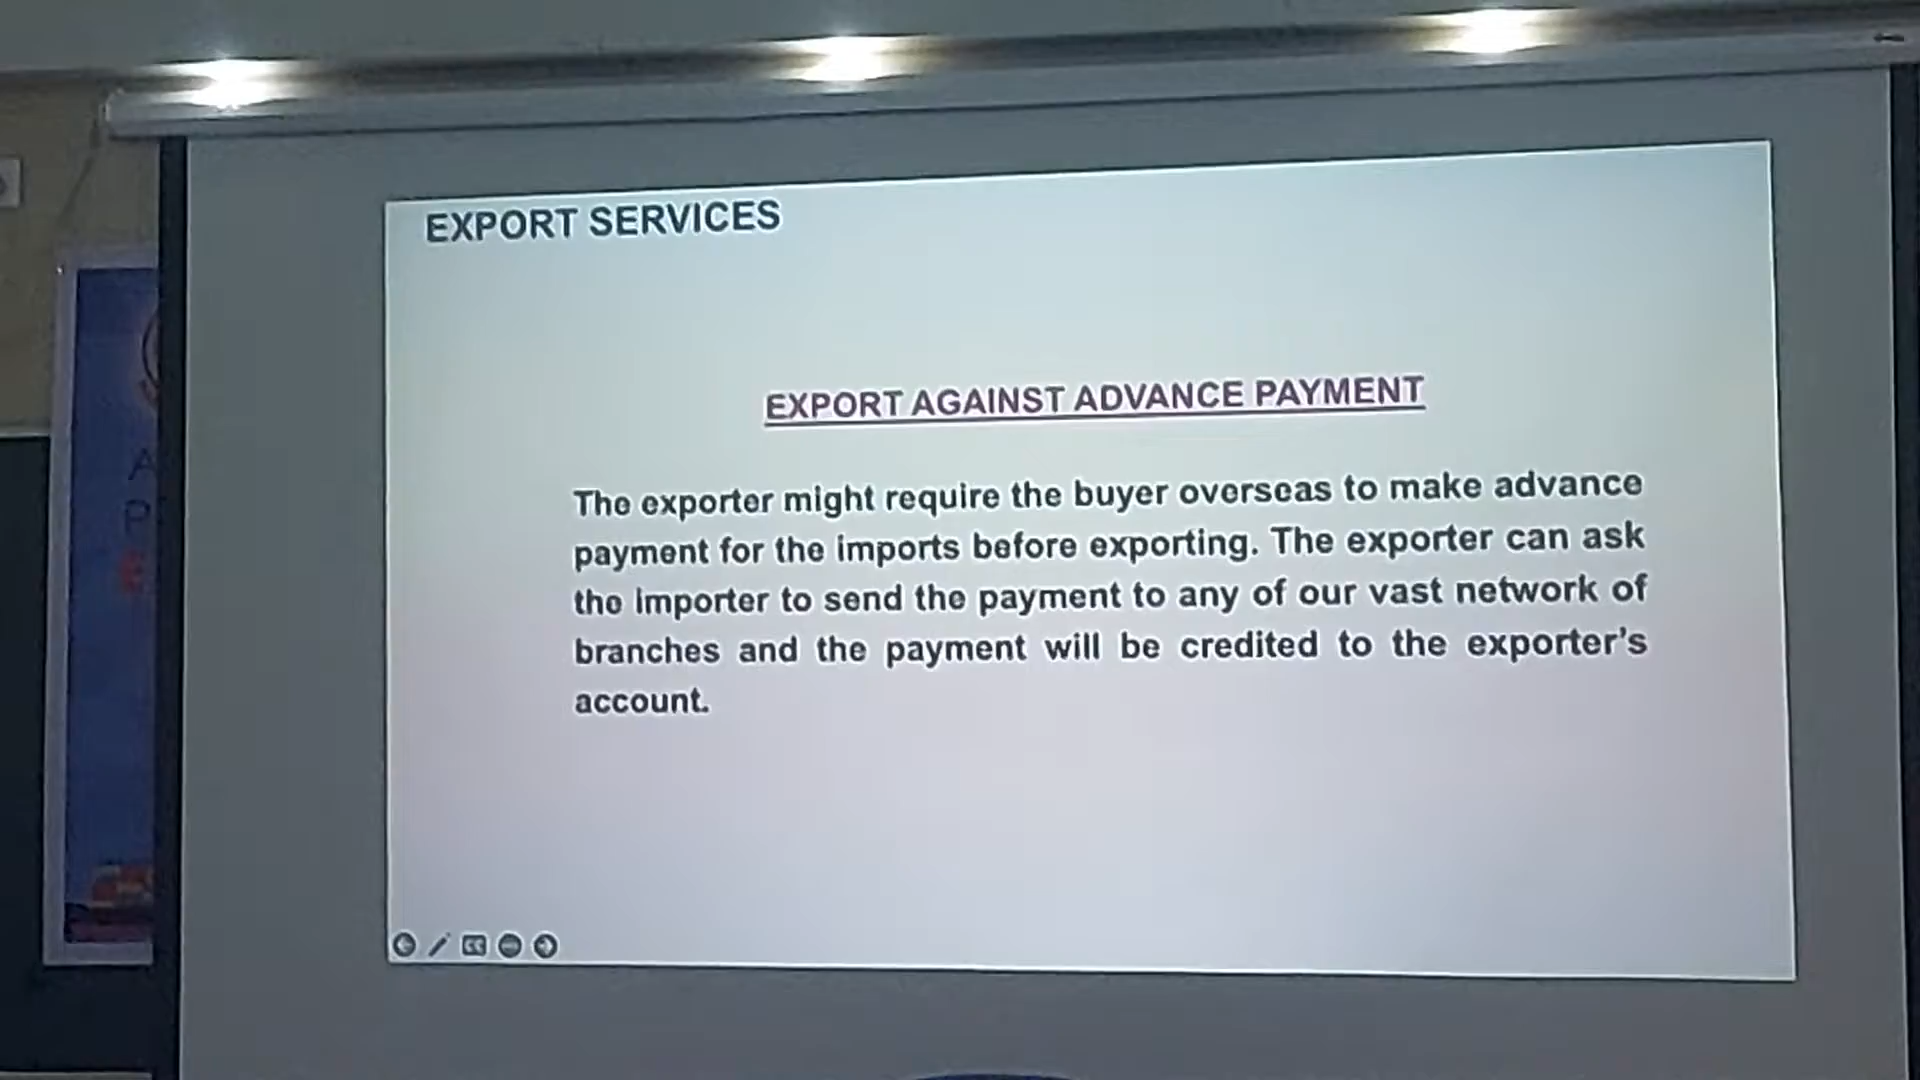 EXPORT SERVICES
EXPORT AGAINST ADVANCE PAYMENT
The exporter might require the buyer overseas to make advance
payment for the imports before exporting. The exporter can ask
the importer to send the payment to any of our vast network of
branches and the payment will be credited to the exporter's
account.